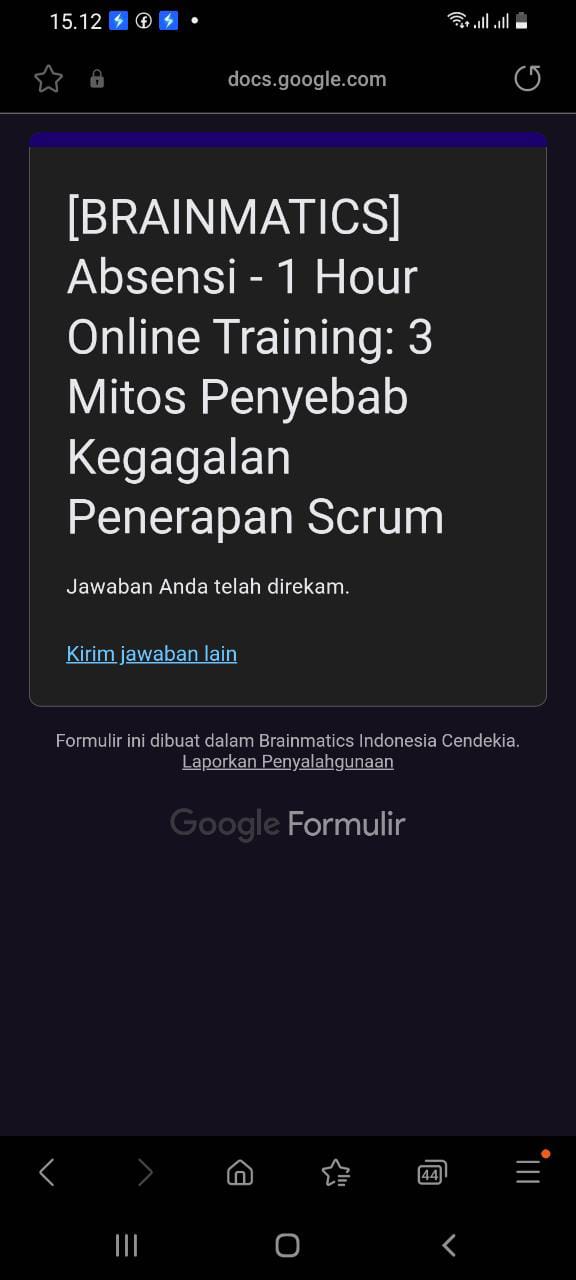 15.12
docs.google.com
[BRAINMATICS]
Absensi - 1 Hour
Online Training: 3
Mitos Penyebab
Kegagalan
Penerapan Scrum
Jawaban Anda telah direkam.
Kirim jawaban lain
Formulir ini dibuat dalam Brainmatics Indonesia Cendekia.
Laporkan Penyalahgunaan
Google Formulir
44